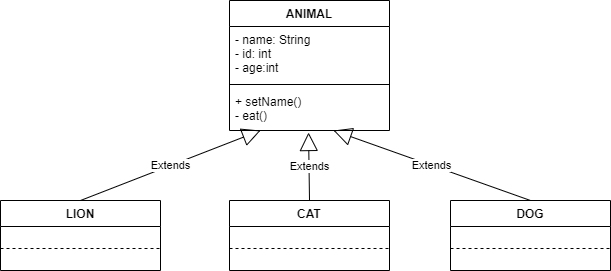 ANIMAL
- name: String
- id: int
- age:int
+ setName()
- eat()
Extends
Extends
Extends
LION
CAT
DOG